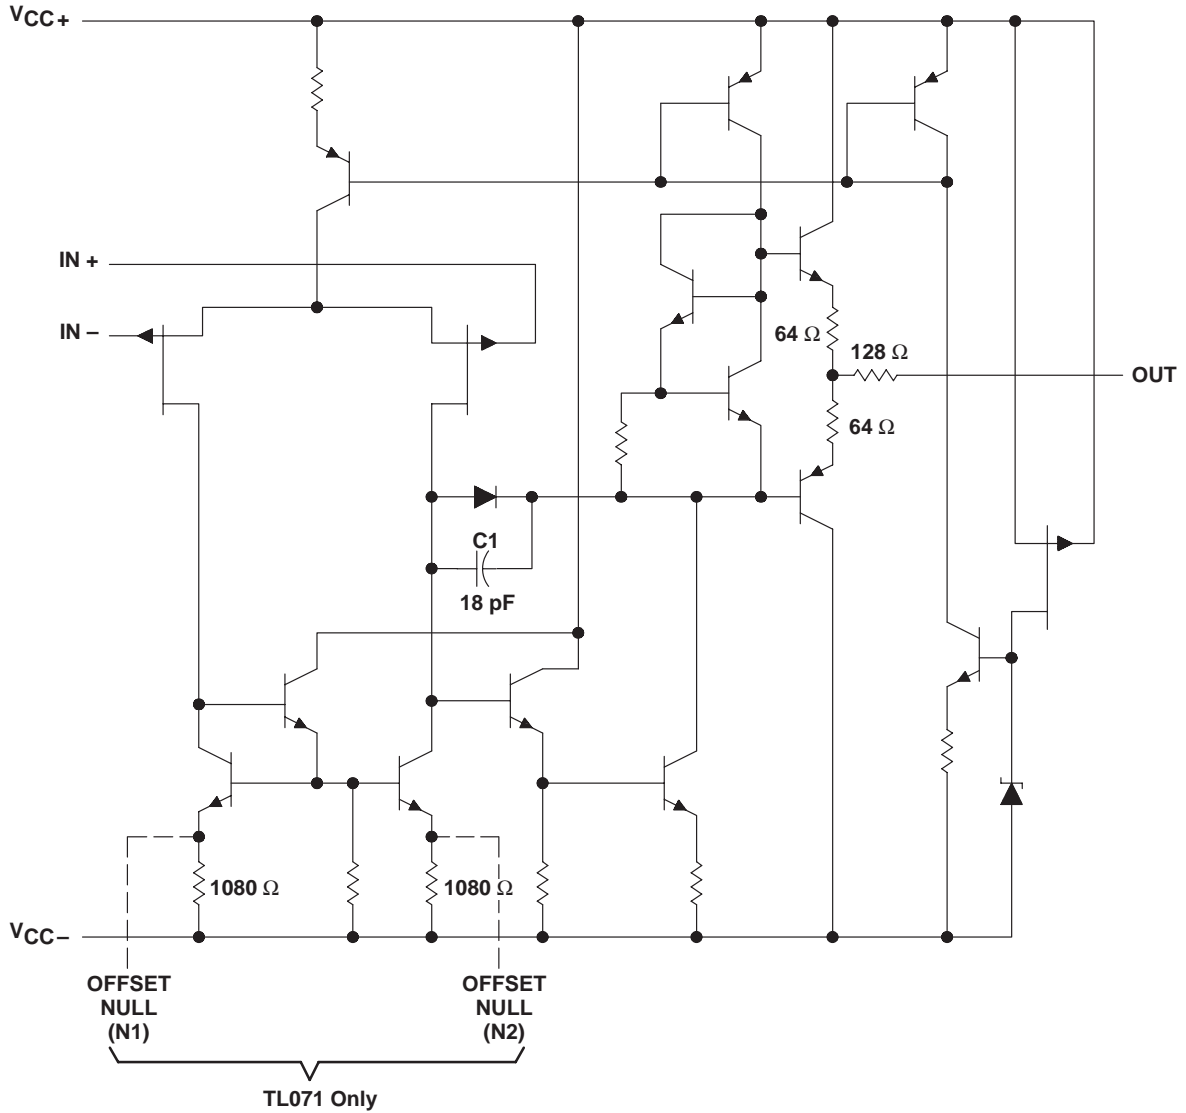 VCC+
IN +
IN –
64 Ω
128 Ω
OUT
64 Ω
C1
18 pF
1080 Ω
1080 Ω
VCC–
OFFSET
NULL
(N1)
OFFSET
NULL
(N2)
TL071 Only